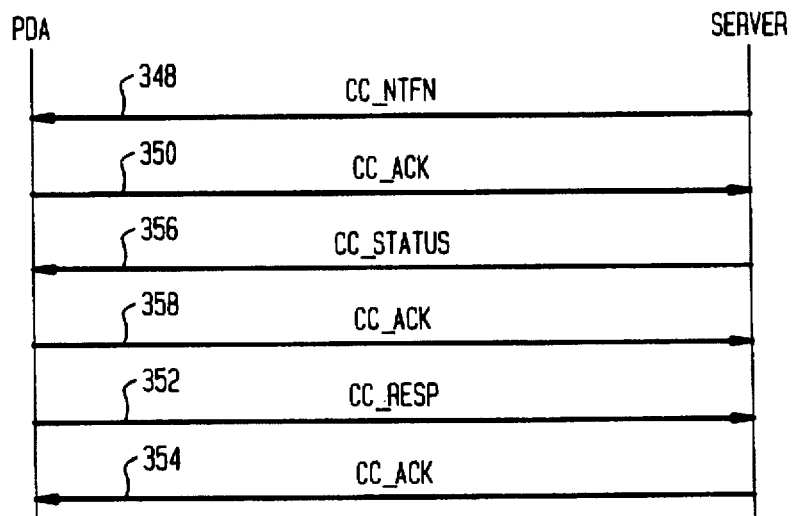 PDA SERVER
348 CC_NTFN
350 CC_ACK
356 CC_STATUS
358 CC_ACK
352 CC_RESP
354 CC_ACK